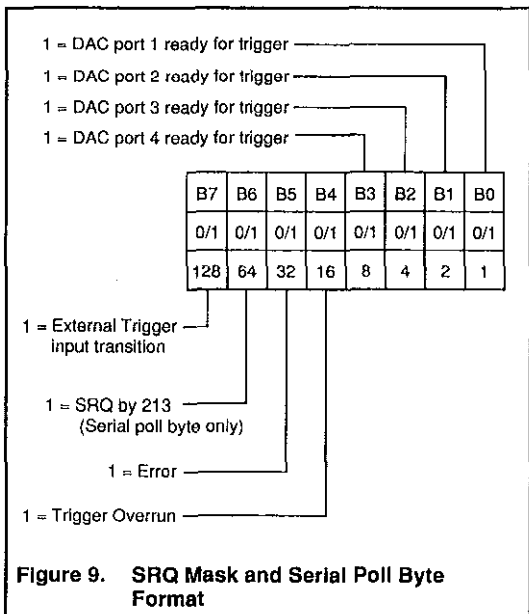 1 = DAC port 1 ready for trigger
1 = DAC port 2 ready for trigger
1 = DAC port 3 ready for trigger
1 = DAC port 4 ready for trigger
B7 B6 B5 B4 B3 B2 B1 B0
0/1 0/1 0/1 0/1 0/1 0/1 0/1 0/1
128 64 32 16 8 4 2 1
1 = External Trigger
input transition
1 = SRQ by 213
(Serial poll byte only)
1 = Error
1 = Trigger Overrun
Figure 9. SRQ Mask and Serial Poll Byte
Format